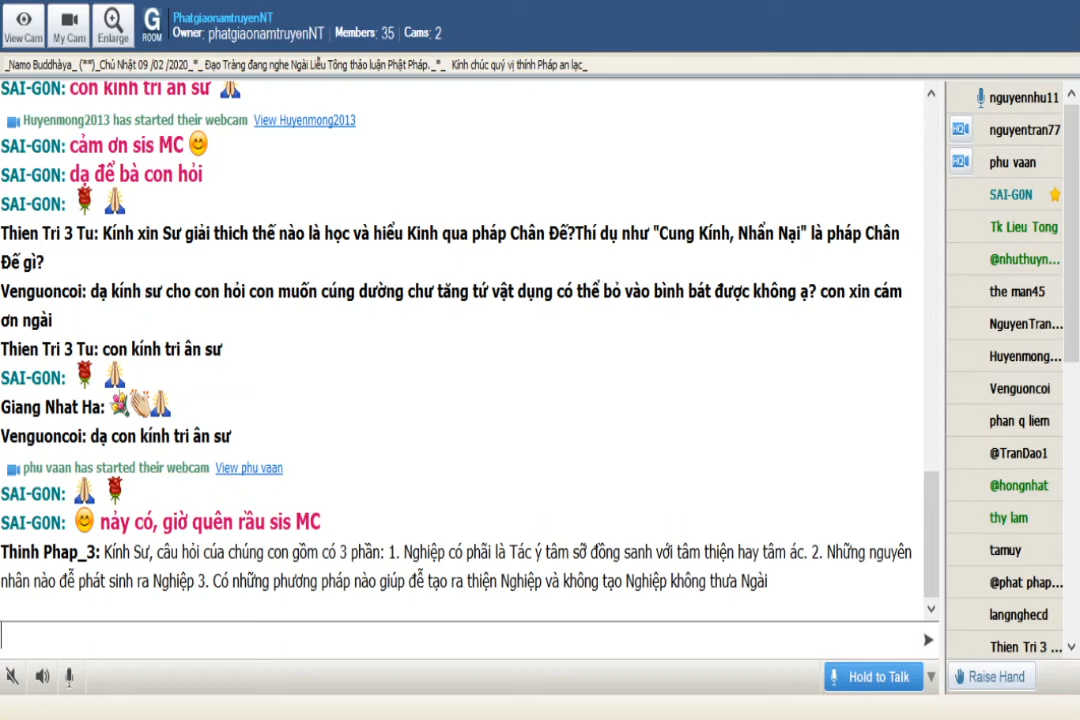 View Cam
My Cam
Enlarge
G
ROOM
PhatgiaonamtruyenNT
Owner: phatgiaonamtruyenNT | Members: 35 | Cams: 2
_Namo Buddhàya_ (**)_Chủ Nhật 09 /02 /2020_*_ Đạo Tràng đang nghe Ngài Liễu Tông thảo luận Phật Pháp._*_ Kính chúc quý vị thính Pháp an lạc_
SAI-GON: con kính tri ân sư
Huyenmong2013 has started their webcam View Huyenmong2013
SAI-GON: cảm ơn sis MC
SAI-GON: dạ để bà con hỏi
SAI-GON:
Thien Tri 3 Tu: Kính xin Sư giải thich thế nào là học và hiểu Kinh qua pháp Chân Đế?Thí dụ như "Cung Kính, Nhẫn Nại" là pháp Chân
Đế gì?
Venguoncoi: dạ kính sư cho con hỏi con muốn cúng dường chư tăng tứ vật dụng có thể bỏ vào bình bát được không ạ? con xin cám
ơn ngài
Thien Tri 3 Tu: con kính tri ân sư
SAI-GON:
Giang Nhat Ha:
Venguoncoi: dạ con kính tri ân sư
phu vaan has started their webcam View phu vaan
SAI-GON:
SAI-GON: nảy có, giờ quên rầu sis MC
Thinh Phap_3: Kính Sư, câu hỏi của chúng con gồm có 3 phần: 1. Nghiệp có phãi là Tác ý tâm sỡ đồng sanh với tâm thiện hay tâm ác. 2. Những nguyên
nhân nào đễ phát sinh ra Nghiệp 3. Có những phương pháp nào giúp đễ tạo ra thiện Nghiệp và không tạo Nghiệp không thưa Ngài
nguyennhu11
nguyentran77
phu vaan
SAI-GON
Tk Lieu Tong
@nhuthuyn...
the man45
NguyenTran...
Huyenmong...
Venguoncoi
phan q liem
@TranDao1
@hongnhat
thy lam
tamuy
@phat phap...
langnghecd
Thien Tri 3 ...
Hold to Talk
Raise Hand